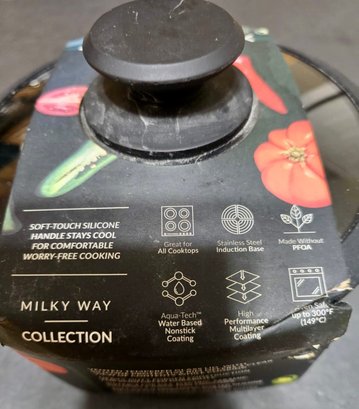 SOFT-TOUCH SILICONE
HANDLE STAYS COOL
FOR COMFORTABLE
WORRY-FREE COOKING
Great for
All Cooktops
Stainless Steel
Induction Base
Made Without
PFOA
MILKY WAY
COLLECTION
Aqua-Tech™
Water Based
Nonstick
Coating
High
Performance
Multilayer
Coating
up to 300°F
(149°C)